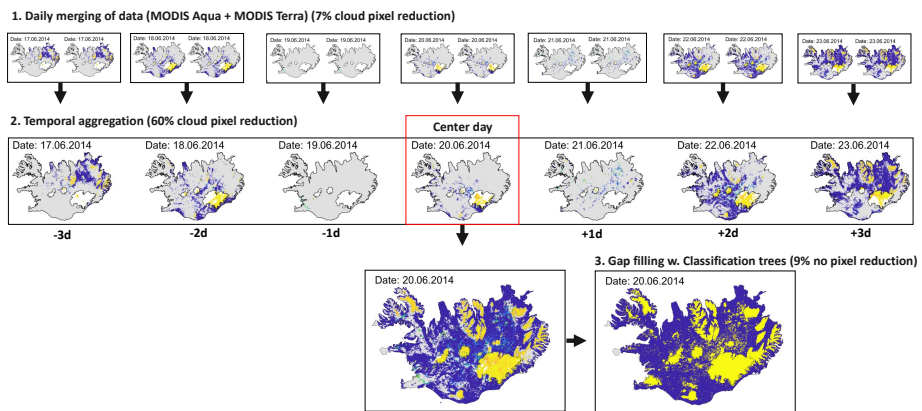 1. Daily merging of data (MODIS Aqua + MODIS Terra) (7% cloud pixel reduction)
Date: 17.06.2014 Date: 17.06.2014
Date: 18.06.2014 Date: 18.06.2014
Date: 19.06.2014 Date: 19.06.2014
Date: 20.06.2014 Date: 20.06.2014
Date: 21.06.2014 Date: 21.06.2014
Date: 22.06.2014 Date: 22.06.2014
Date: 23.06.2014 Date: 23.06.2014
2. Temporal aggregation (60% cloud pixel reduction)
Center day
Date: 17.06.2014
Date: 18.06.2014
Date: 19.06.2014
Date: 20.06.2014
Date: 21.06.2014
Date: 22.06.2014
Date: 23.06.2014
-3d
-2d
-1d
+1d
+2d
+3d
3. Gap filling w. Classification trees (9% no pixel reduction)
Date: 20.06.2014
Date: 20.06.2014